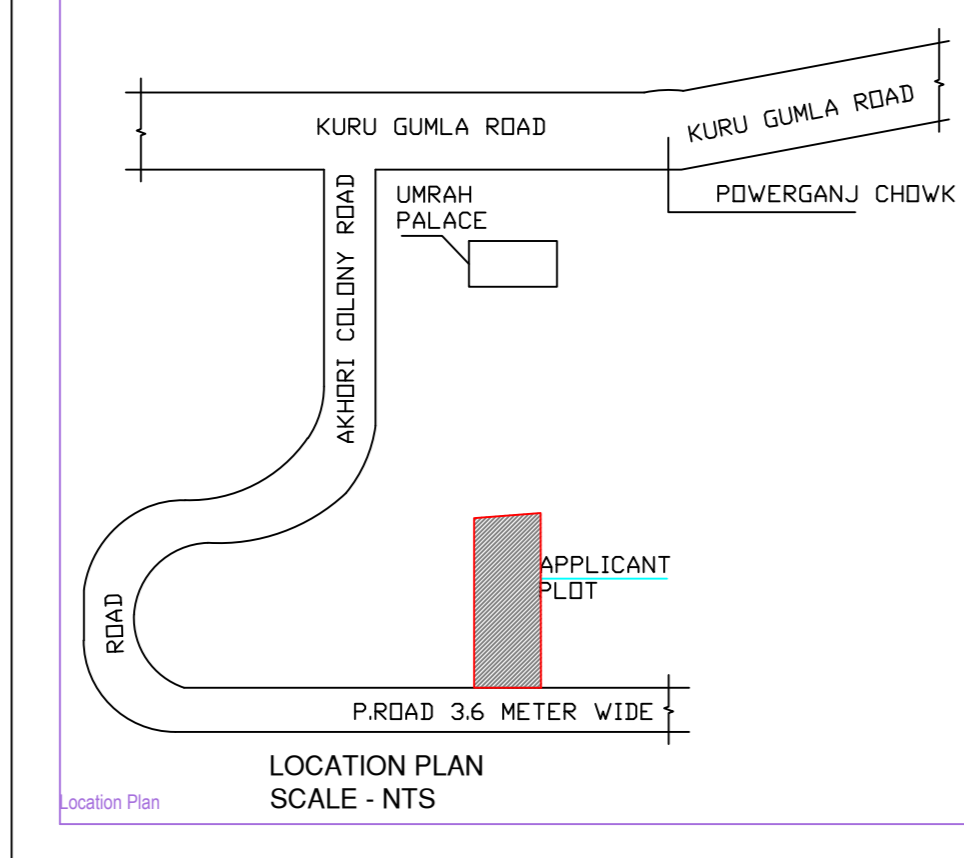 KURU GUMLA ROAD
KURU GUMLA ROAD
POWERGANJ CHOWK
UMRAH
PALACE
AKHORI COLONY ROAD
APPLICANT
PLOT
ROAD
P.ROAD 3.6 METER WIDE
LOCATION PLAN
SCALE - NTS
Location Plan